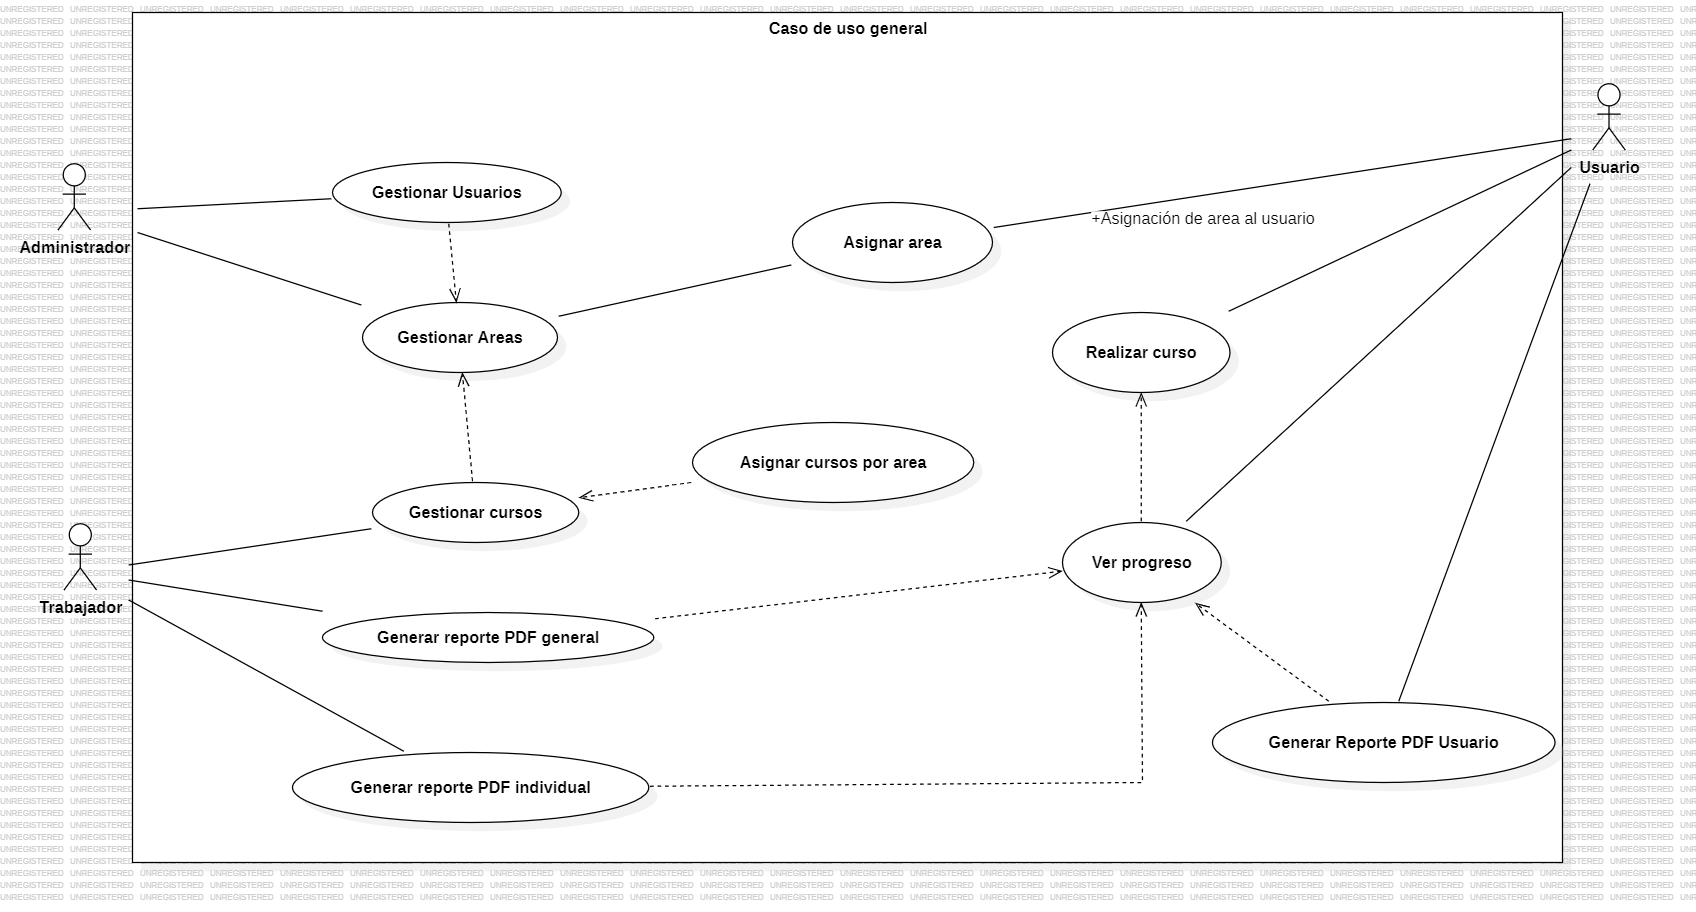 Caso de uso general
Usuario
Gestionar Usuarios
+Asignación de area al usuario
Administrador
Asignar area
Gestionar Areas
Realizar curso
Asignar cursos por area
Gestionar cursos
Ver progreso
Trabajador
Generar reporte PDF general
Generar Reporte PDF Usuario
Generar reporte PDF individual
UNREGISTERED